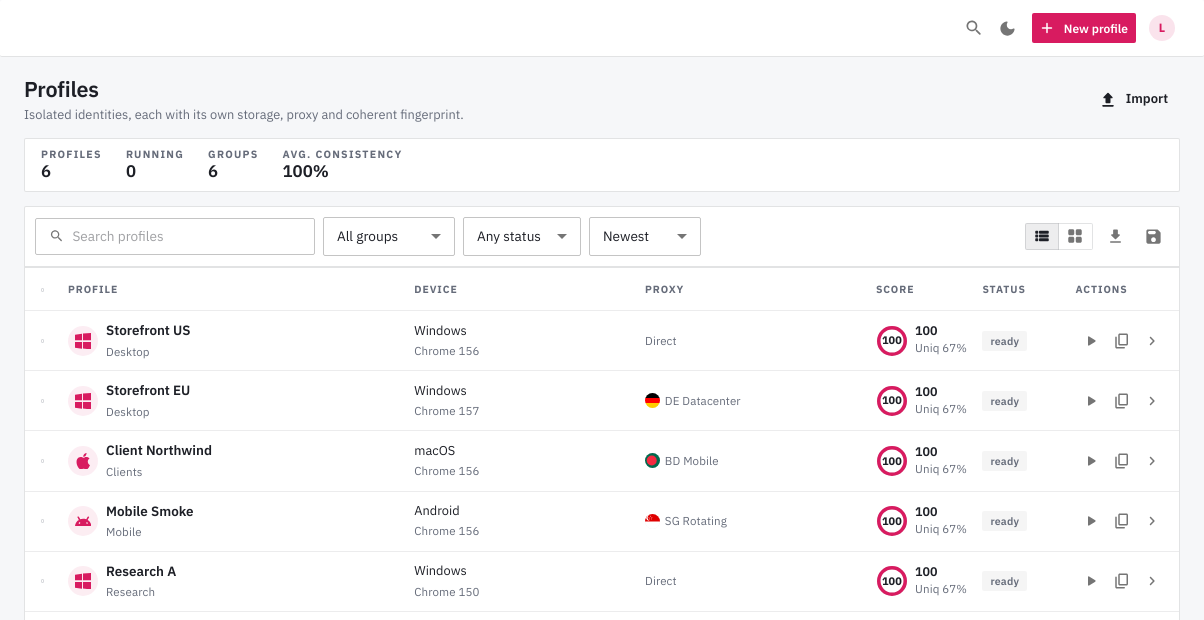 New profile
L
Profiles
Isolated identities, each with its own storage, proxy and coherent fingerprint.
Import
PROFILES RUNNING GROUPS AVG. CONSISTENCY
6 0 6 100%
Search profiles All groups Any status Newest
PROFILE DEVICE PROXY SCORE STATUS ACTIONS
Storefront US Windows 100
Desktop Chrome 156 Direct 100 Uniq 67% ready
Storefront EU Windows 100
Desktop Chrome 157 DE Datacenter 100 Uniq 67% ready
Client Northwind macOS 100
Clients Chrome 156 BD Mobile 100 Uniq 67% ready
Mobile Smoke Android 100
Mobile Chrome 156 SG Rotating 100 Uniq 67% ready
Research A Windows 100
Research Chrome 150 Direct 100 Uniq 67% ready